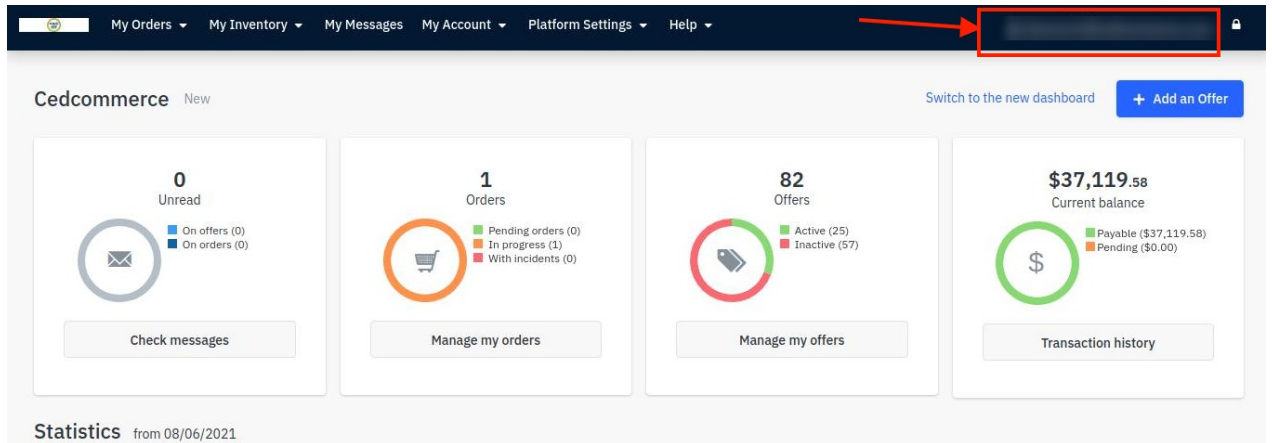 My Orders My Inventory My Messages My Account Platform Settings Help
Cedcommerce New
Switch to the new dashboard
+ Add an Offer
0
Unread
On offers (0)
On orders (0)
Check messages
1
Orders
Pending orders (0)
In progress (1)
With incidents (0)
Manage my orders
82
Offers
Active (25)
Inactive (57)
Manage my offers
$37,119.58
Current balance
Payable ($37,119.58)
Pending ($0.00)
$
Transaction history
Statistics from 08/06/2021